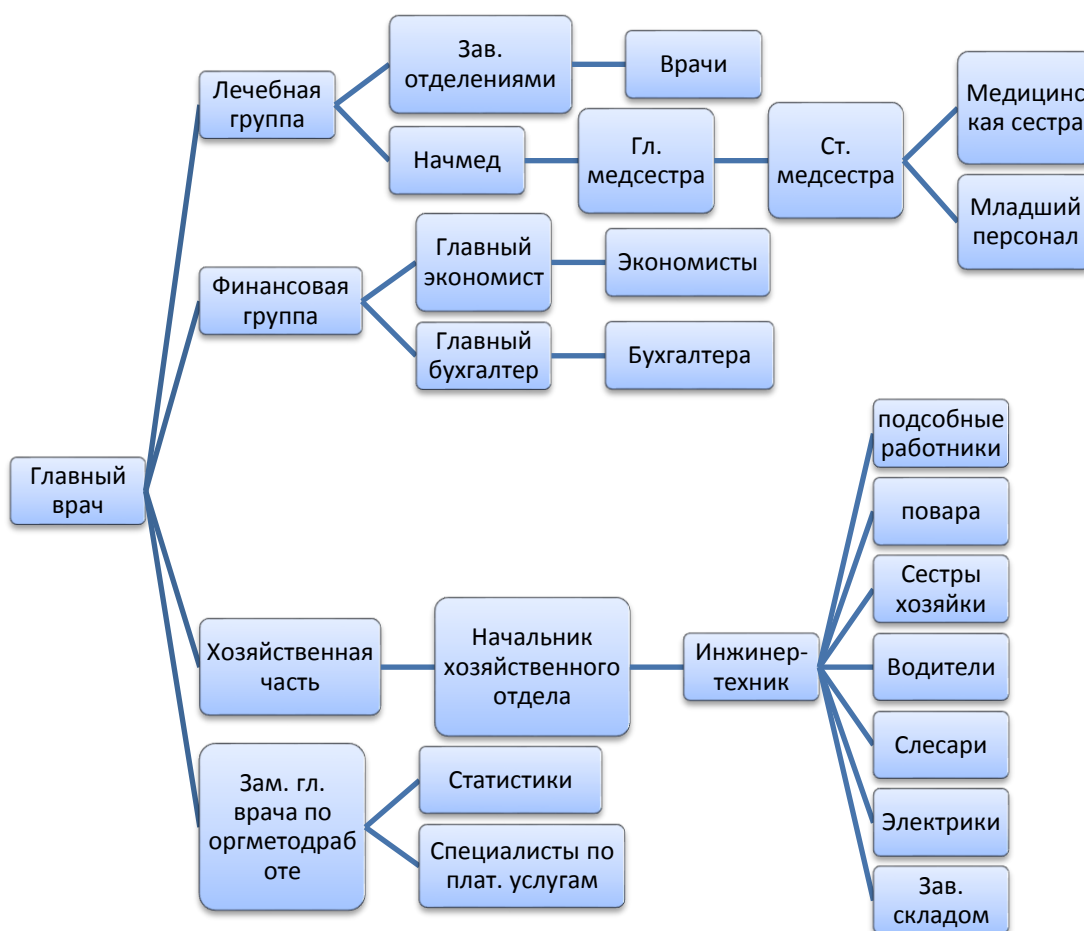 Главный
врач
Лечебная
группа
Зав.
отделениями
Врачи
Начмед
Гл.
медсестра
Ст.
медсестра
Медицинс
кая сестра
Младший
персонал
Финансовая
группа
Главный
экономист
Экономисты
Главный
бухгалтер
Бухгалтера
Хозяйственная
часть
Начальник
хозяйственного
отдела
Инжинер-
техник
подсобные
работники
повара
Сестры
хозяйки
Водители
Слесари
Электрики
Зав.
складом
Зам. гл.
врача по
оргметодраб
оте
Статистики
Специалисты по
плат. услугам